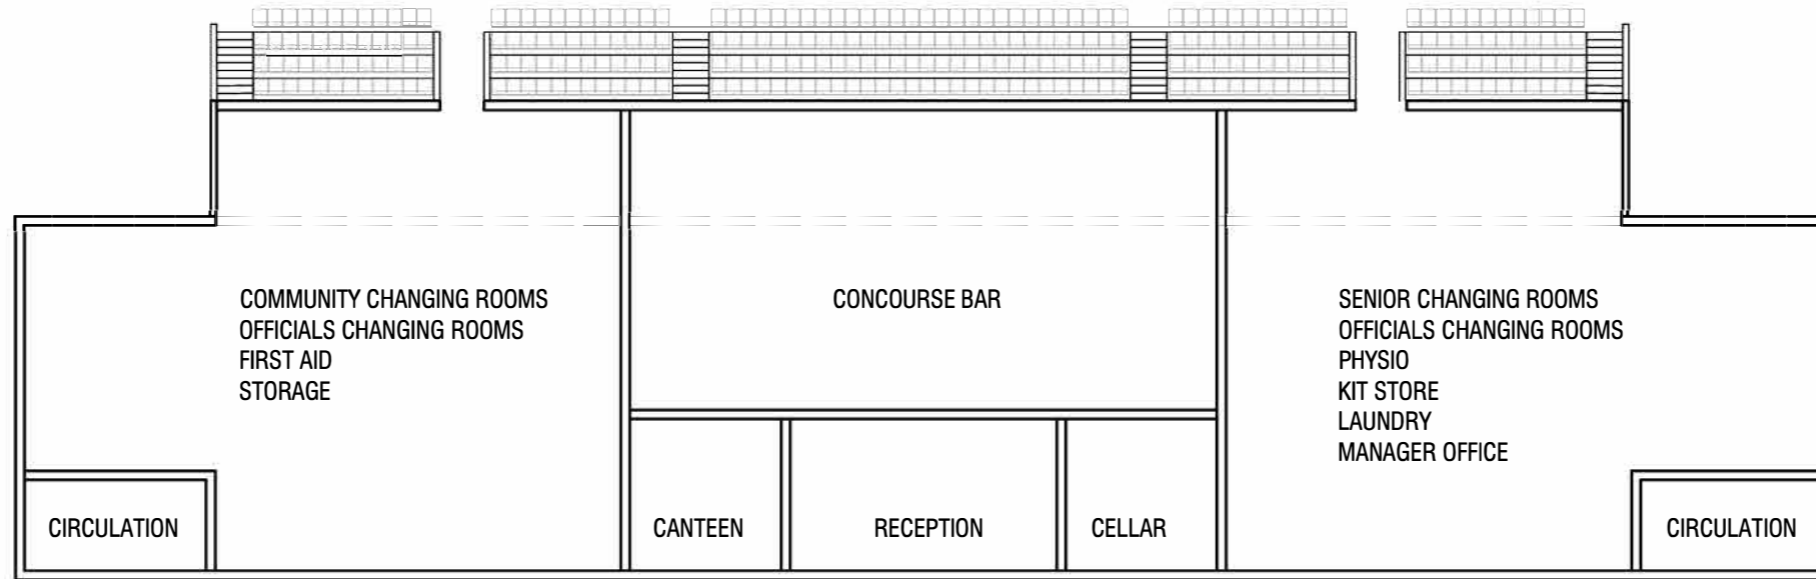 COMMUNITY CHANGING ROOMS
OFFICIALS CHANGING ROOMS
FIRST AID
STORAGE
CONCOURSE BAR
SENIOR CHANGING ROOMS
OFFICIALS CHANGING ROOMS
PHYSIO
KIT STORE
LAUNDRY
MANAGER OFFICE
CIRCULATION
CANTEEN
RECEPTION
CELLAR
CIRCULATION